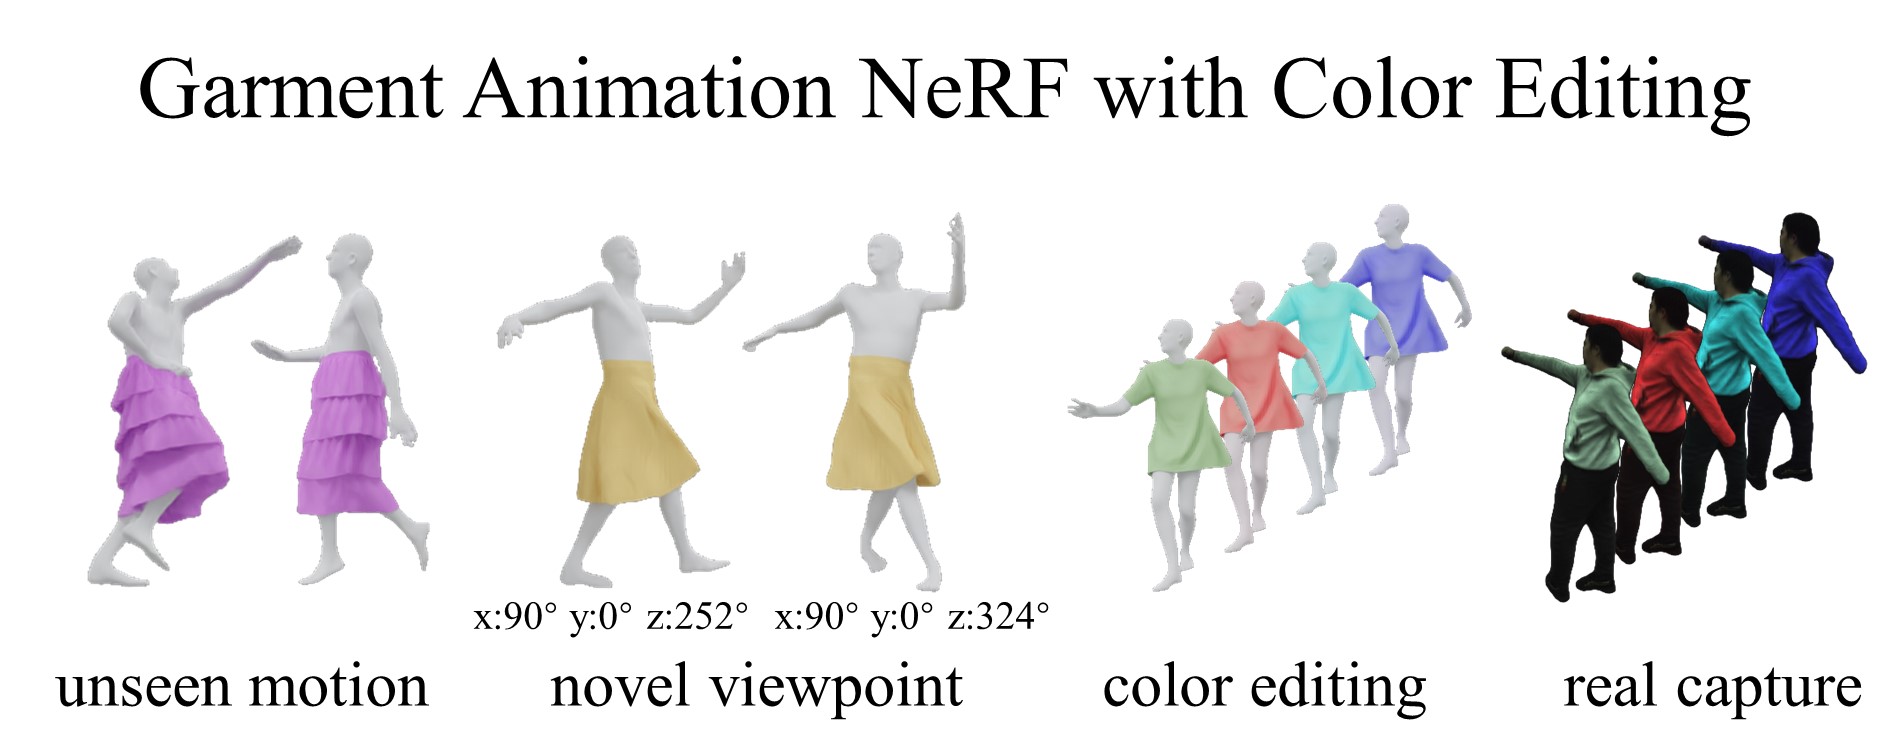 Garment Animation NeRF with Color Editing
x:90° y:0° z:252° x:90° y:0° z:324°
unseen motion novel viewpoint color editing real capture